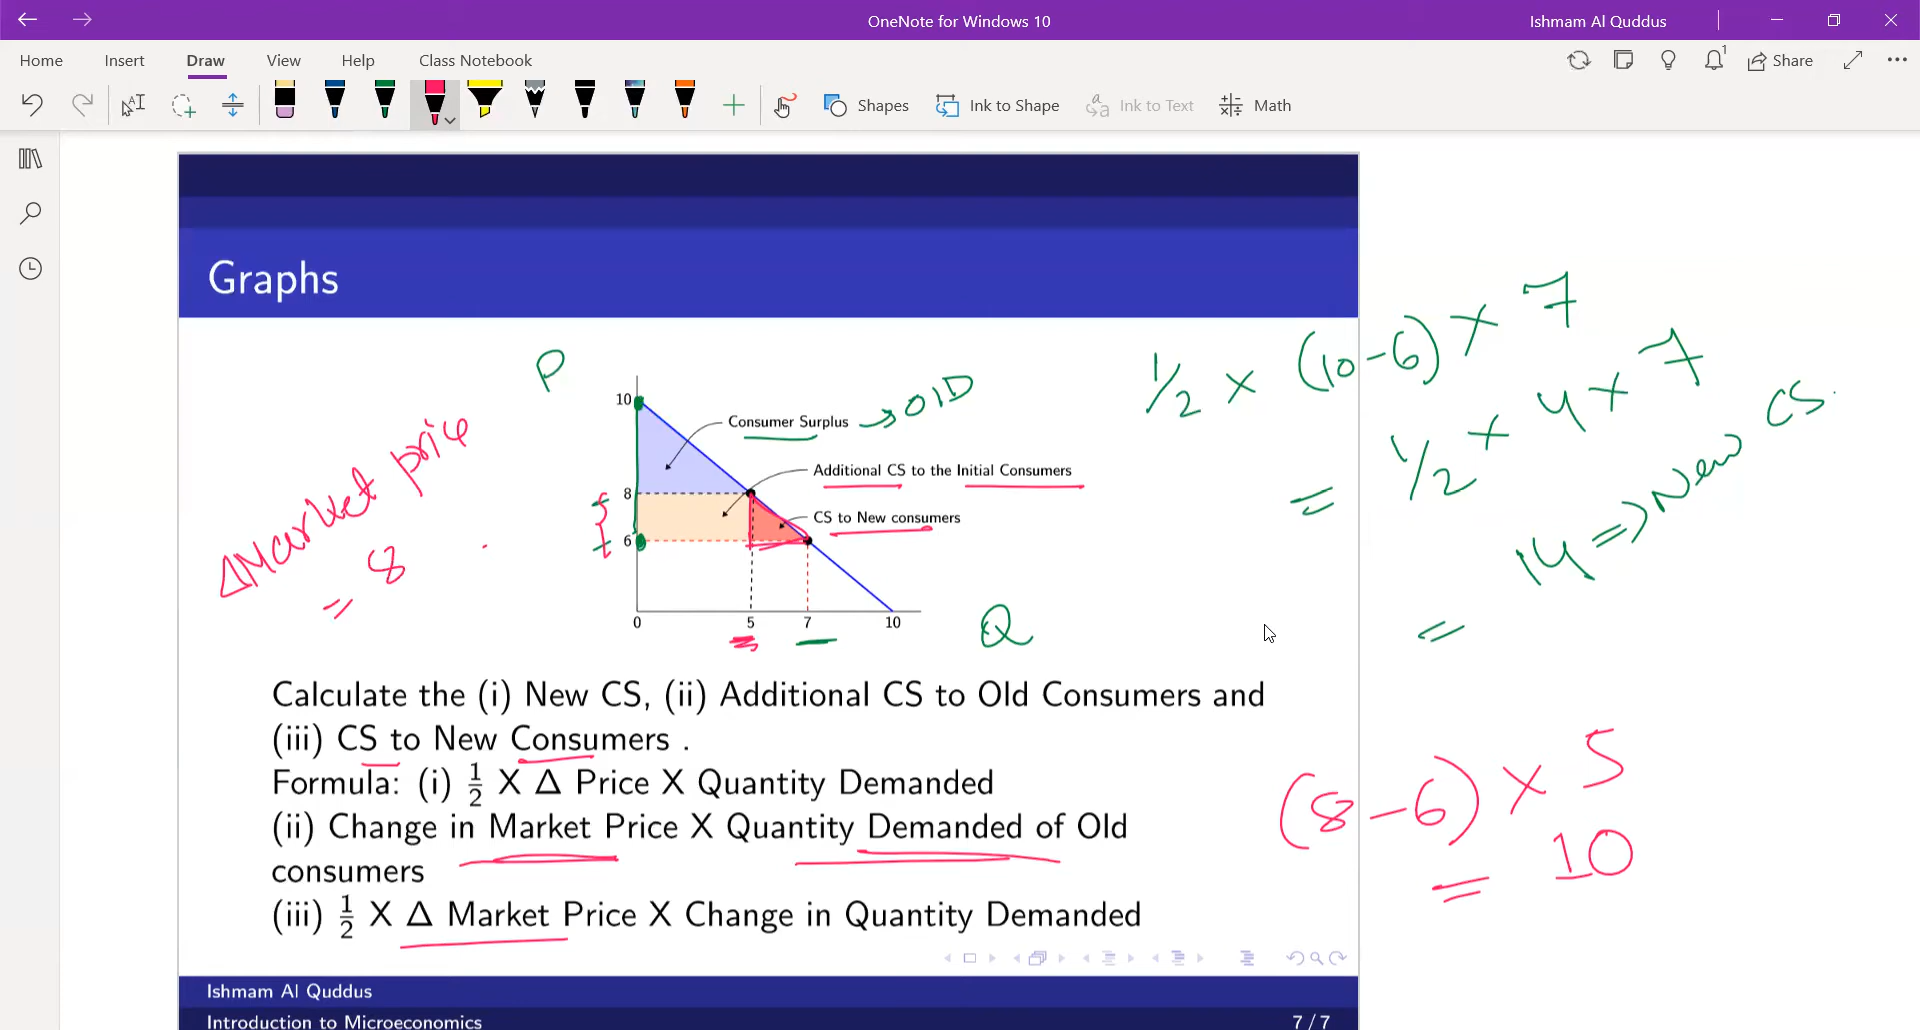 OneNote for Windows 10
Ishmam Al Quddus
Home Insert Draw View Help Class Notebook
1
Share
Shapes
Ink to Shape
Ink to Text
Math
Graphs
P
10
Consumer Surplus → OlD
Additional CS to the Initial Consumers
8
CS to New consumers
6
0 5 7 10
Q
ΔMarket price
= 8
1/2 × (10-6) × 7
= 1/2 × 4 × 7
= 14 => New CS
Calculate the (i) New CS, (ii) Additional CS to Old Consumers and
(iii) CS to New Consumers .
Formula: (i) ½ X Δ Price X Quantity Demanded
(ii) Change in Market Price X Quantity Demanded of Old
consumers
(iii) ½ X Δ Market Price X Change in Quantity Demanded
(8-6) × 5
= 10
Ishmam Al Quddus
Introduction to Microeconomics
7 / 7